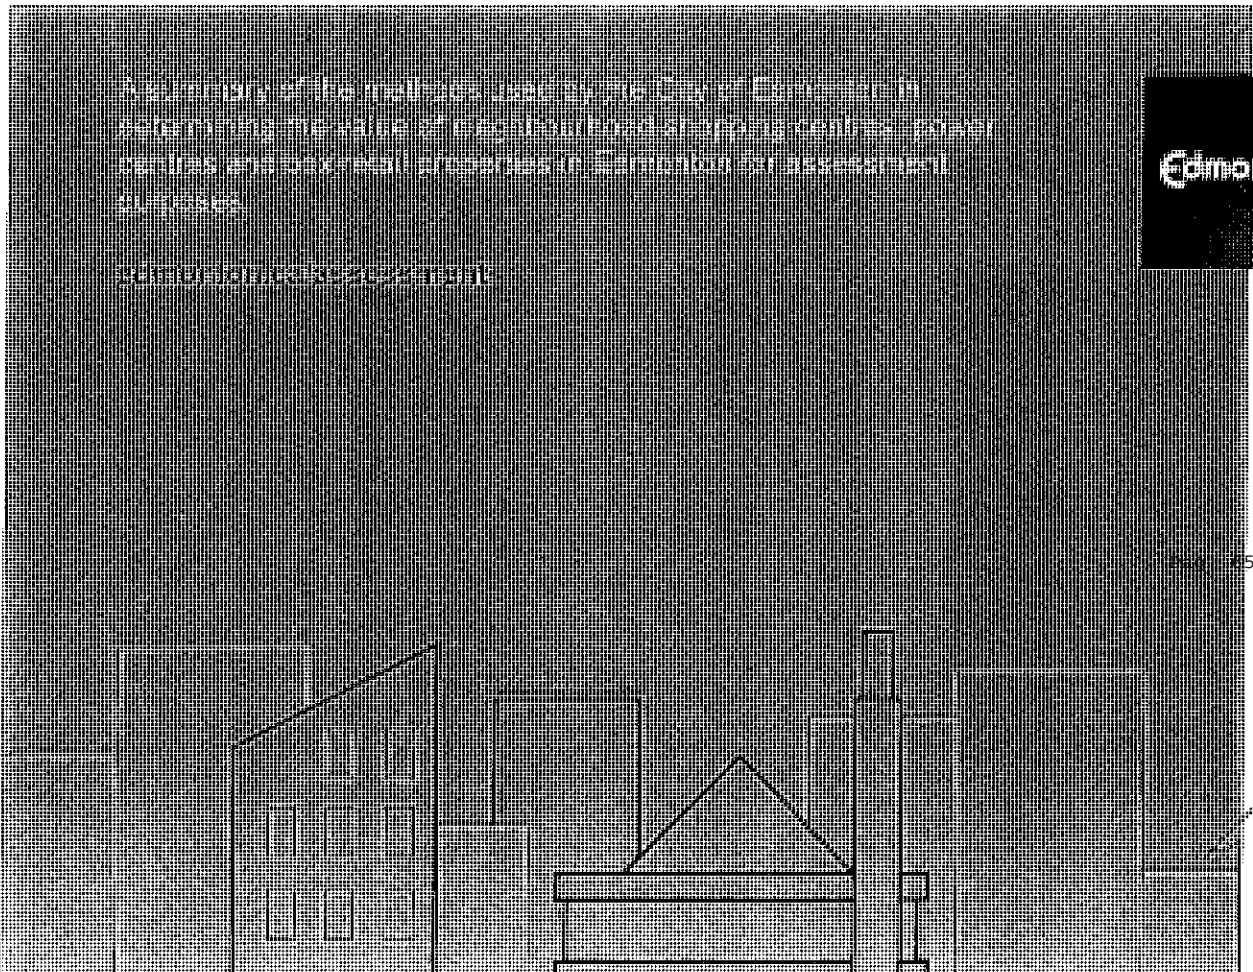 A summary of the methods used by the City of Edmonton in
determining the value of neighbourhood shopping centres, power
centres and box retail properties in Edmonton for assessment
purposes.
edmonton.ca/assessment
Edmo
65